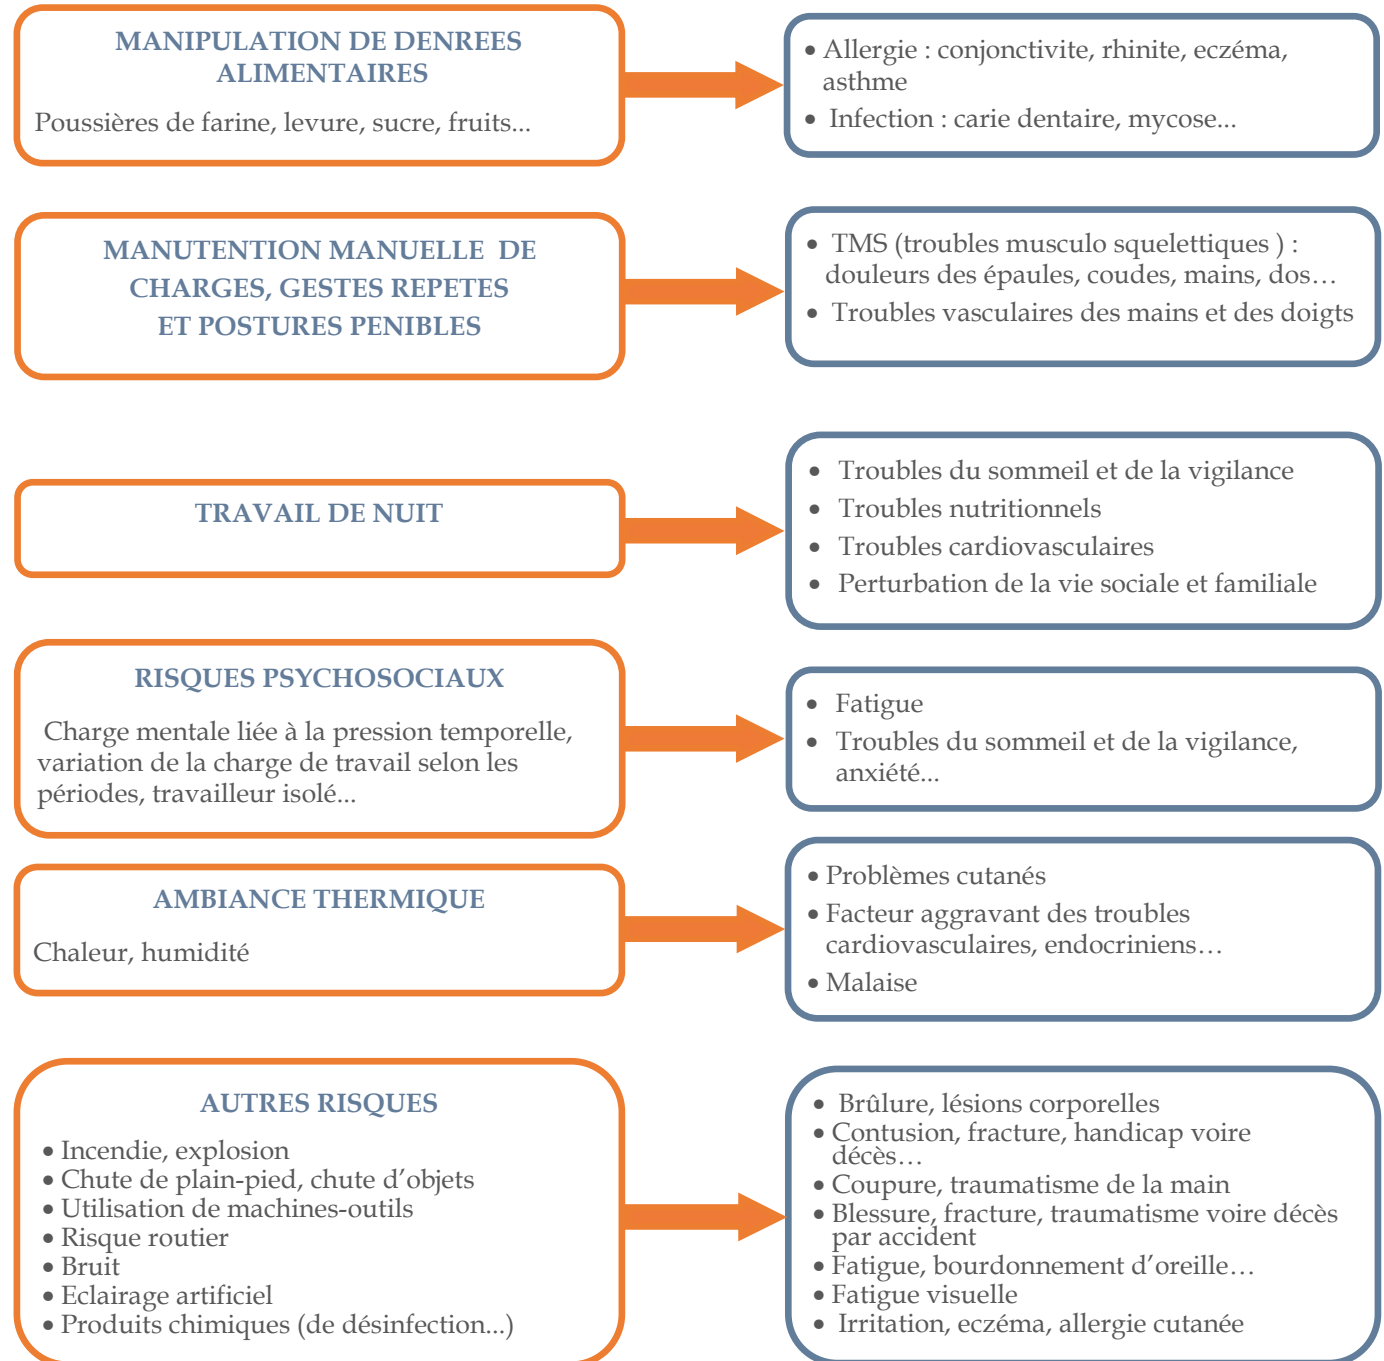 MANIPULATION DE DENREES
ALIMENTAIRES
Poussières de farine, levure, sucre, fruits...
• Allergie : conjonctivite, rhinite, eczéma,
asthme
• Infection : carie dentaire, mycose...
MANUTENTION MANUELLE DE
CHARGES, GESTES REPETES
ET POSTURES PENIBLES
• TMS (troubles musculo squelettiques ) :
douleurs des épaules, coudes, mains, dos…
• Troubles vasculaires des mains et des doigts
TRAVAIL DE NUIT
• Troubles du sommeil et de la vigilance
• Troubles nutritionnels
• Troubles cardiovasculaires
• Perturbation de la vie sociale et familiale
RISQUES PSYCHOSOCIAUX
Charge mentale liée à la pression temporelle,
variation de la charge de travail selon les
périodes, travailleur isolé...
• Fatigue
• Troubles du sommeil et de la vigilance,
anxiété...
AMBIANCE THERMIQUE
Chaleur, humidité
• Problèmes cutanés
• Facteur aggravant des troubles
cardiovasculaires, endocriniens…
• Malaise
AUTRES RISQUES
• Incendie, explosion
• Chute de plain-pied, chute d’objets
• Utilisation de machines-outils
• Risque routier
• Bruit
• Eclairage artificiel
• Produits chimiques (de désinfection...)
• Brûlure, lésions corporelles
• Contusion, fracture, handicap voire
décès…
• Coupure, traumatisme de la main
• Blessure, fracture, traumatisme voire décès
par accident
• Fatigue, bourdonnement d’oreille…
• Fatigue visuelle
• Irritation, eczéma, allergie cutanée